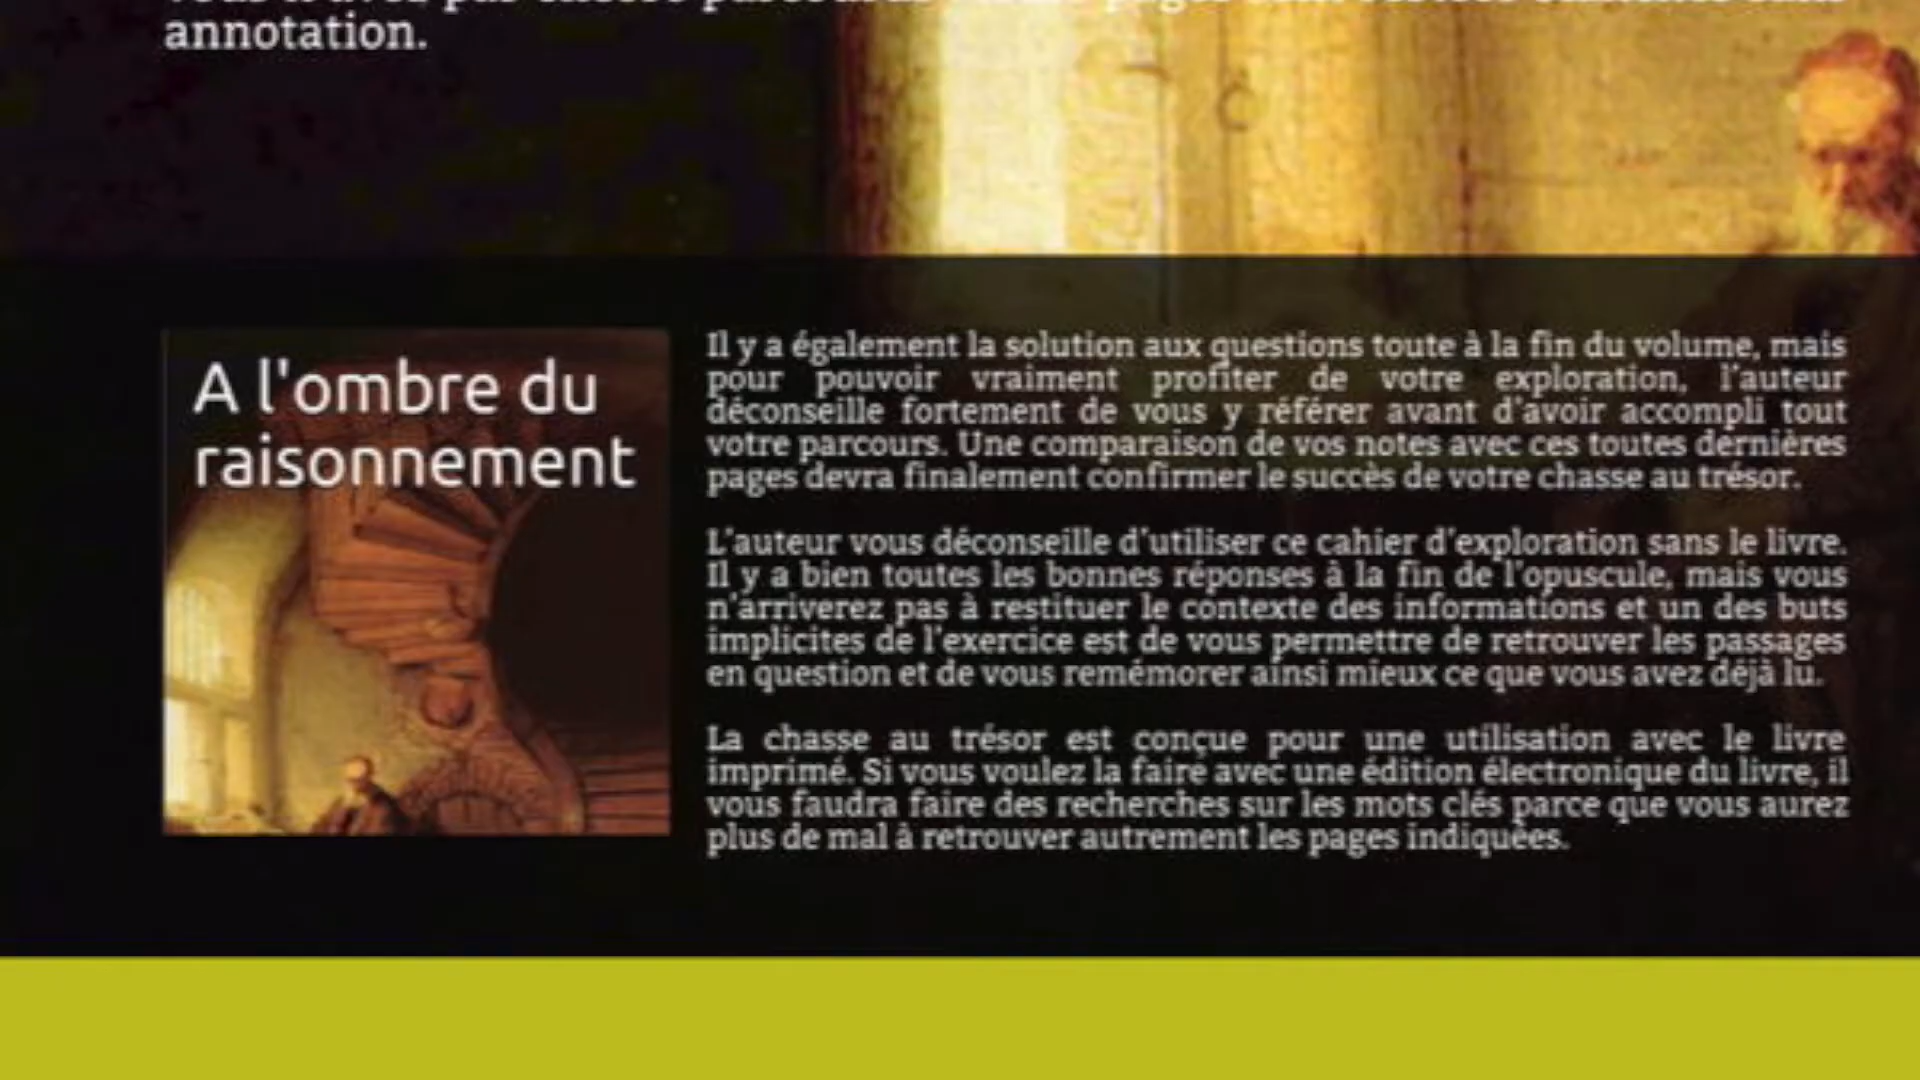 annotation.
A l'ombre du
raisonnement
Il y a également la solution aux questions toute à la fin du volume, mais
pour pouvoir vraiment profiter de votre exploration, l'auteur
déconseille fortement de vous y référer avant d'avoir accompli tout
votre parcours. Une comparaison de vos notes avec ces toutes dernières
pages devra finalement confirmer le succès de votre chasse au trésor.
L'auteur vous déconseille d'utiliser ce cahier d'exploration sans le livre.
Il y a bien toutes les bonnes réponses à la fin de l'opuscule, mais vous
n'arriverez pas à restituer le contexte des informations et un des buts
implicites de l'exercice est de vous permettre de retrouver les passages
en question et de vous remémorer ainsi mieux ce que vous avez déjà lu.
La chasse au trésor est conçue pour une utilisation avec le livre
imprimé. Si vous voulez la faire avec une édition électronique du livre, il
vous faudra faire des recherches sur les mots clés parce que vous aurez
plus de mal à retrouver autrement les pages indiquées.